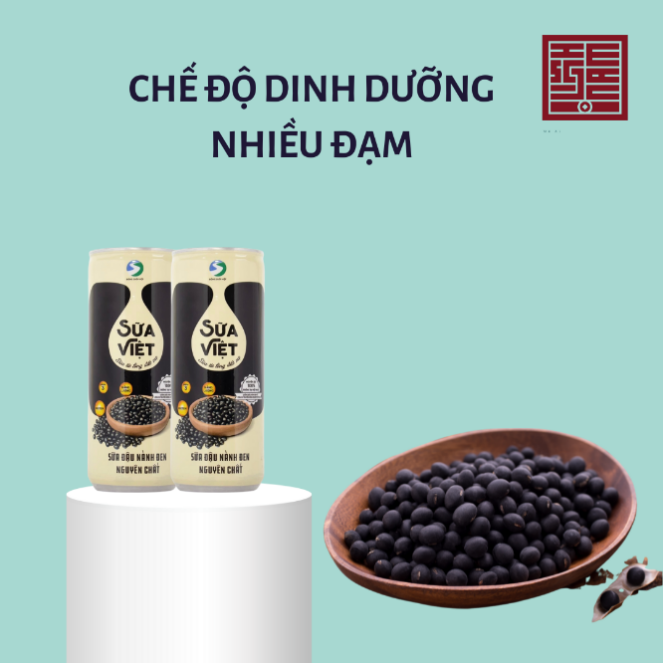 CHẾ ĐỘ DINH DƯỠNG
NHIỀU ĐẠM
SỮA
VIỆT
SỮA ĐẬU NÀNH ĐEN
NGUYÊN CHẤT
SỮA
VIỆT
SỮA ĐẬU NÀNH ĐEN
NGUYÊN CHẤT